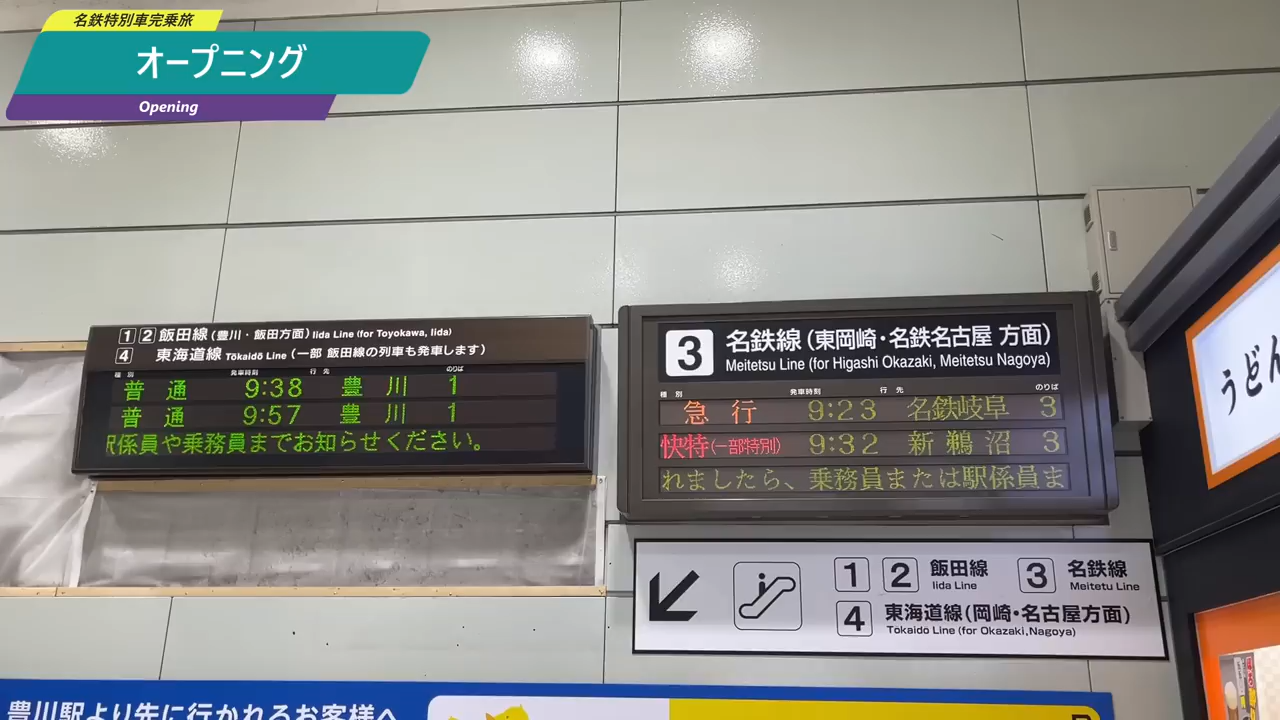 名鉄特別車完乗旅
オープニング
Opening
1 2 飯田線(豊川・飯田方面) Iida Line (for Toyokawa, Iida)
4 東海道線 Tōkaidō Line (一部 飯田線の列車も発車します)
種別 発車時刻 行先 のりば
普通 9:38 豊川 1
普通 9:57 豊川 1
係員や乗務員までお知らせください。
3 名鉄線(東岡崎・名鉄名古屋 方面)
Meitetsu Line (for Higashi Okazaki, Meitetsu Nagoya)
種別 発車時刻 行先 のりば
急行 9:23 名鉄岐阜 3
快特(一部特別) 9:32 新鵜沼 3
れましたら、乗務員または駅係員ま
1 2 飯田線 3 名鉄線
Iida Line Meitetu Line
4 東海道線(岡崎・名古屋方面)
Tōkaidō Line (for Okazaki,Nagoya)
うどん
豊川駅より先に行かれるお客様へ